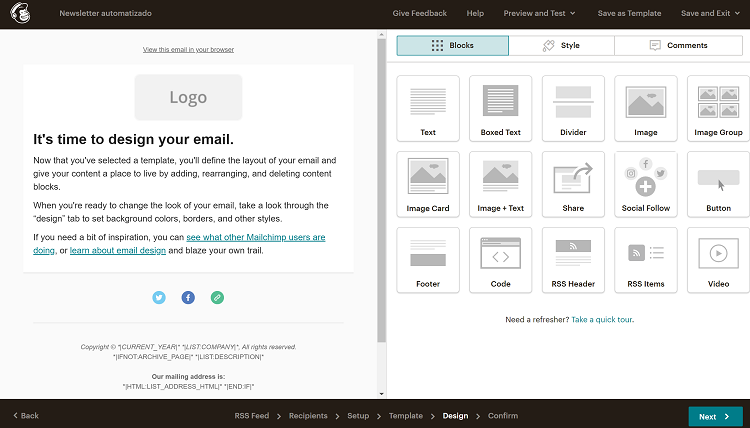 Newsletter automatizado
Give Feedback
Help
Preview and Test
Save as Template
Save and Exit
View this email in your browser
Logo
It's time to design your email.
Now that you've selected a template, you'll define the layout of your email and
give your content a place to live by adding, rearranging, and deleting content
blocks.
When you're ready to change the look of your email, take a look through the
“design” tab to set background colors, borders, and other styles.
If you need a bit of inspiration, you can see what other Mailchimp users are
doing, or learn about email design and blaze your own trail.
Copyright © *|CURRENT_YEAR|* *|LIST:COMPANY|*, All rights reserved.
*|IFNOT:ARCHIVE_PAGE|* *|LIST:DESCRIPTION|*
Our mailing address is:
*|HTML:LIST_ADDRESS_HTML|* *|END:IF|*
Blocks
Style
Comments
Text
Boxed Text
Divider
Image
Image Group
Image Card
Image + Text
Share
Social Follow
Button
Footer
Code
RSS Header
RSS Items
Video
Need a refresher? Take a quick tour.
Back
RSS Feed
Recipients
Setup
Template
Design
Confirm
Next